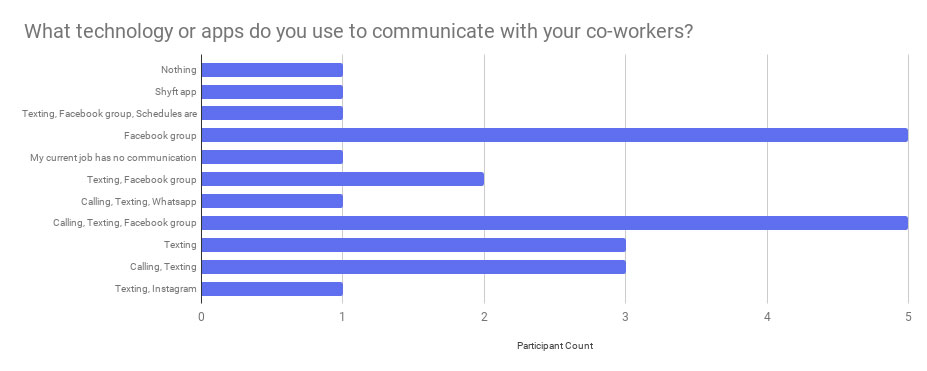 What technology or apps do you use to communicate with your co-workers?
Nothing
Shyft app
Texting, Facebook group, Schedules are
Facebook group
My current job has no communication
Texting, Facebook group
Calling, Texting, Whatsapp
Calling, Texting, Facebook group
Texting
Calling, Texting
Texting, Instagram
0 1 2 3 4 5
Participant Count